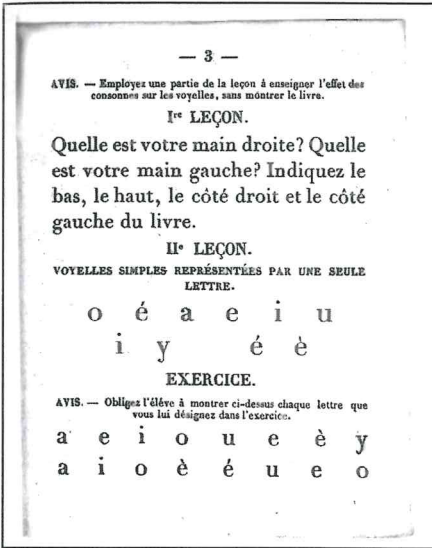 — 3 —
AVIS. — Employez une partie de la leçon à enseigner l'effet des
consonnes sur les voyelles, sans montrer le livre.
Iʳᵉ LEÇON.
Quelle est votre main droite? Quelle
est votre main gauche? Indiquez le
bas, le haut, le côté droit et le côté
gauche du livre.
IIᵉ LEÇON.
VOYELLES SIMPLES REPRÉSENTÉES PAR UNE SEULE
LETTRE.
o é a e i u
i y é è
EXERCICE.
AVIS. — Obligez l'élève à montrer ci-dessus chaque lettre que
vous lui désignez dans l'exercice.
a e i o u e è y
a i o è é u e o